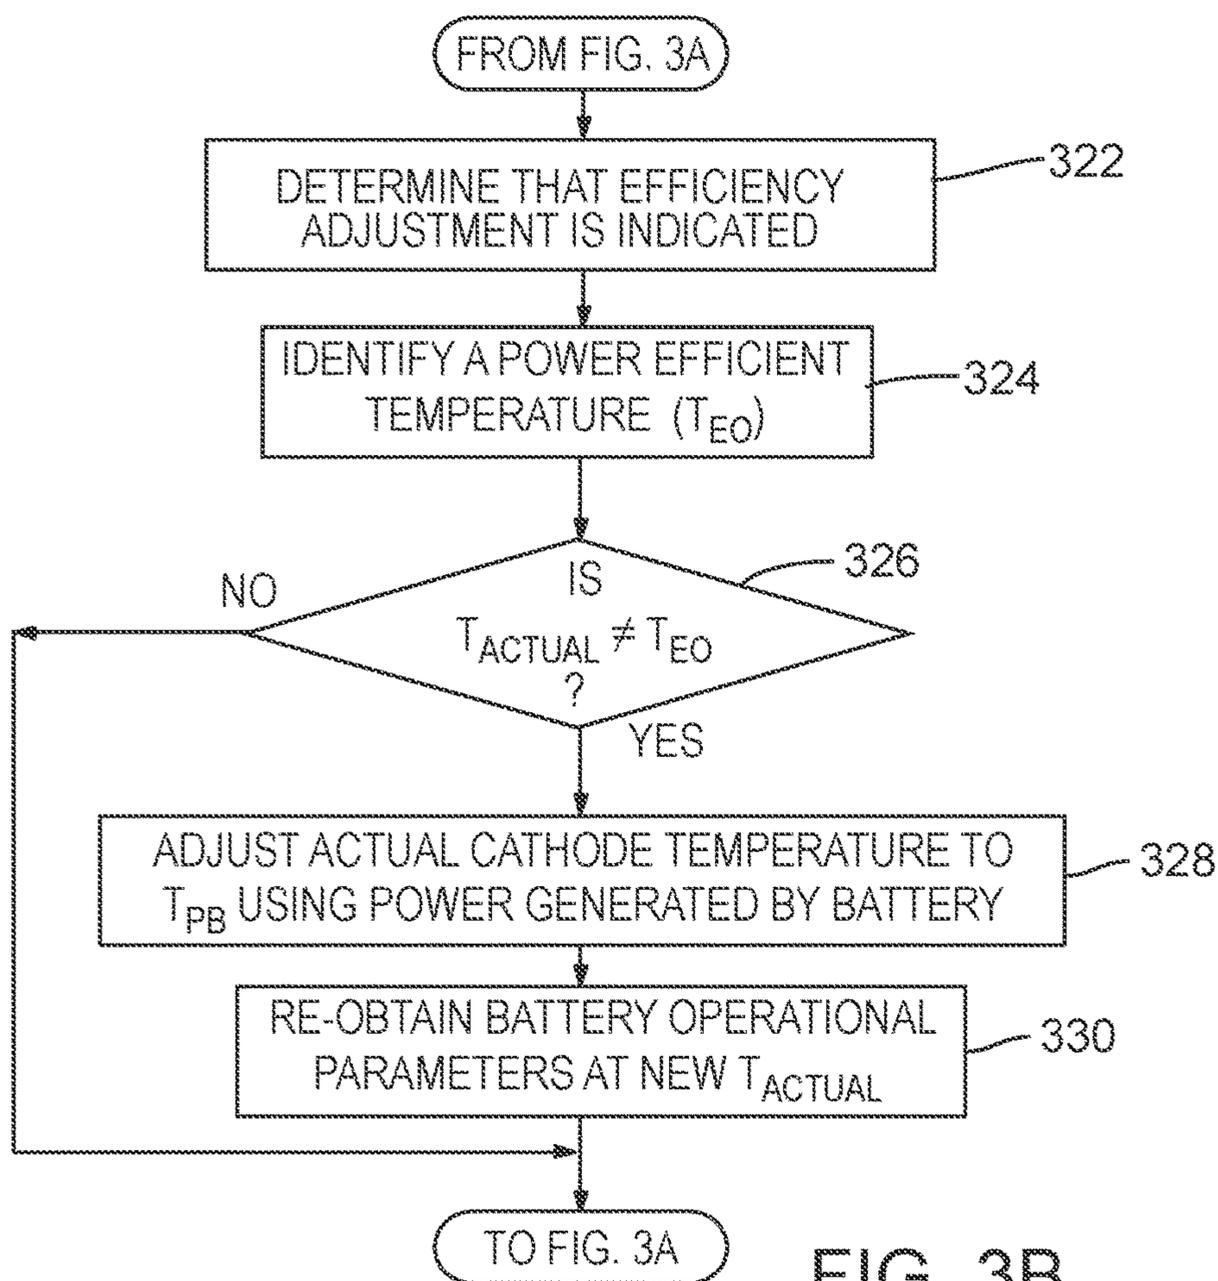 FROM FIG. 3A
DETERMINE THAT EFFICIENCY
ADJUSTMENT IS INDICATED
322
IDENTIFY A POWER EFFICIENT
TEMPERATURE (TEO)
324
NO
IS
326
TACTUAL ≠ TEO
?
YES
ADJUST ACTUAL CATHODE TEMPERATURE TO
TPB USING POWER GENERATED BY BATTERY
328
RE-OBTAIN BATTERY OPERATIONAL
PARAMETERS AT NEW TACTUAL
330
TO FIG. 3A
FIG. 3B